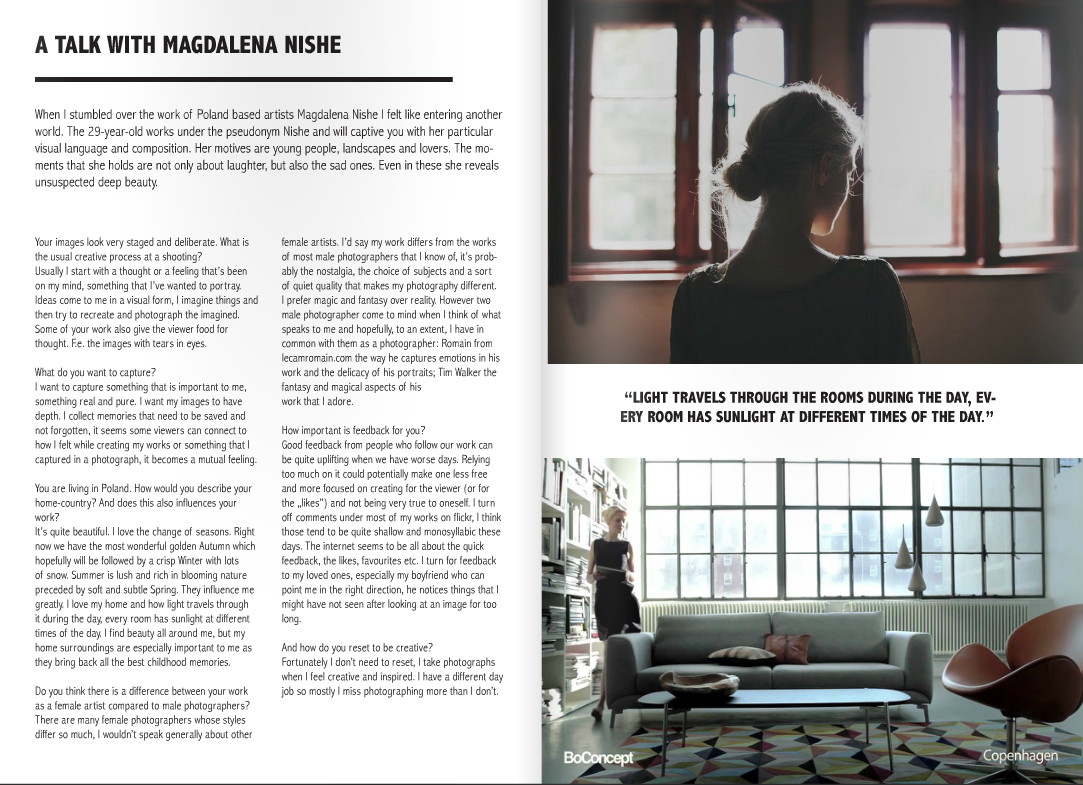 A TALK WITH MAGDALENA NISHE
When I stumbled over the work of Poland based artists Magdalena Nishe I felt like entering another
world. The 29-year-old works under the pseudonym Nishe and will captive you with her particular
visual language and composition. Her motives are young people, landscapes and lovers. The mo-
ments that she holds are not only about laughter, but also the sad ones. Even in these she reveals
unsuspected deep beauty.
Your images look very staged and deliberate. What is
the usual creative process at a shooting?
Usually I start with a thought or a feeling that's been
on my mind, something that I've wanted to portray.
Ideas come to me in a visual form, I imagine things and
then try to recreate and photograph the imagined.
Some of your work also give the viewer food for
thought. F.e. the images with tears in eyes.
What do you want to capture?
I want to capture something that is important to me,
something real and pure. I want my images to have
depth. I collect memories that need to be saved and
not forgotten, it seems some viewers can connect to
how I felt while creating my works or something that I
captured in a photograph, it becomes a mutual feeling.
You are living in Poland. How would you describe your
home-country? And does this also influences your
work?
It's quite beautiful. I love the change of seasons. Right
now we have the most wonderful golden Autumn which
hopefully will be followed by a crisp Winter with lots
of snow. Summer is lush and rich in blooming nature
preceded by soft and subtle Spring. They influence me
greatly. I love my home and how light travels through
it during the day, every room has sunlight at different
times of the day. I find beauty all around me, but my
home surroundings are especially important to me as
they bring back all the best childhood memories.
Do you think there is a difference between your work
as a female artist compared to male photographers?
There are many female photographers whose styles
differ so much, I wouldn't speak generally about other
female artists. I'd say my work differs from the works
of most male photographers that I know of, it's prob-
ably the nostalgia, the choice of subjects and a sort
of quiet quality that makes my photography different.
I prefer magic and fantasy over reality. However two
male photographer come to mind when I think of what
speaks to me and hopefully, to an extent, I have in
common with them as a photographer: Romain from
lecamromain.com the way he captures emotions in his
work and the delicacy of his portraits; Tim Walker the
fantasy and magical aspects of his
work that I adore.
How important is feedback for you?
Good feedback from people who follow our work can
be quite uplifting when we have worse days. Relying
too much on it could potentially make one less free
and more focused on creating for the viewer (or for
the „likes") and not being very true to oneself. I turn
off comments under most of my works on flickr, I think
those tend to be quite shallow and monosyllabic these
days. The internet seems to be all about the quick
feedback, the likes, favourites etc. I turn for feedback
to my loved ones, especially my boyfriend who can
point me in the right direction, he notices things that I
might have not seen after looking at an image for too
long.
And how do you reset to be creative?
Fortunately I don't need to reset, I take photographs
when I feel creative and inspired. I have a different day
job so mostly I miss photographing more than I don't.
“LIGHT TRAVELS THROUGH THE ROOMS DURING THE DAY, EV-
ERY ROOM HAS SUNLIGHT AT DIFFERENT TIMES OF THE DAY.”
BoConcept
Copenhagen